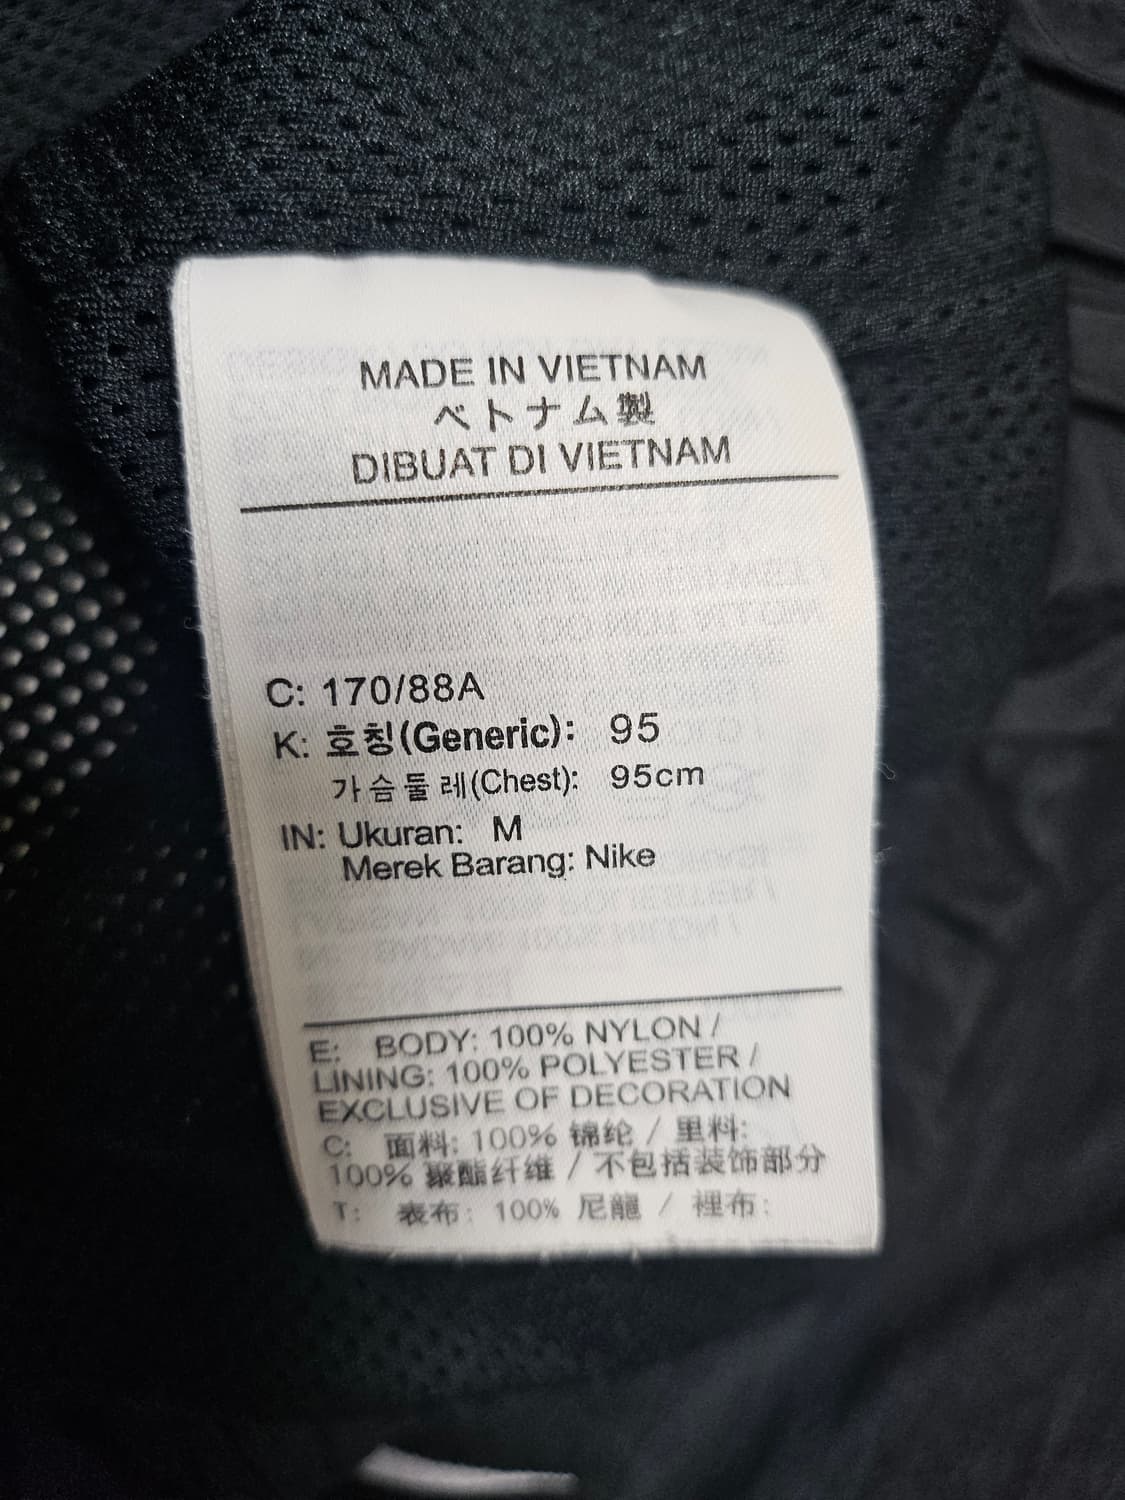 MADE IN VIETNAM
ベトナム製
DIBUAT DI VIETNAM
C: 170/88A
K: 호칭(Generic): 95
가슴둘레(Chest): 95cm
IN: Ukuran: M
Merek Barang: Nike
E: BODY: 100% NYLON /
LINING: 100% POLYESTER /
EXCLUSIVE OF DECORATION
C: 面料: 100% 锦纶 / 里料:
100% 聚酯纤维 / 不包括装饰部分
T: 表布: 100% 尼龍 / 裡布: